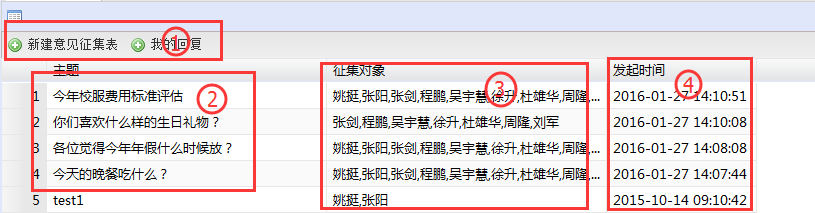 新建意见征集表 我的回复 ①
主题 征集对象 发起时间
② ③ ④
1 今年校服费用标准评估 姚挺,张阳,张剑,程鹏,吴宇慧,徐升,杜雄华,周隆,... 2016-01-27 14:10:51
2 你们喜欢什么样的生日礼物？ 张剑,程鹏,吴宇慧,徐升,杜雄华,周隆,刘军 2016-01-27 14:10:08
3 各位觉得今年年假什么时候放？ 姚挺,张阳,张剑,程鹏,吴宇慧,徐升,杜雄华,周隆,... 2016-01-27 14:08:08
4 今天的晚餐吃什么？ 姚挺,张阳,张剑,程鹏,吴宇慧,徐升,杜雄华,周隆,... 2016-01-27 14:07:44
5 test1 姚挺,张阳 2015-10-14 09:10:42